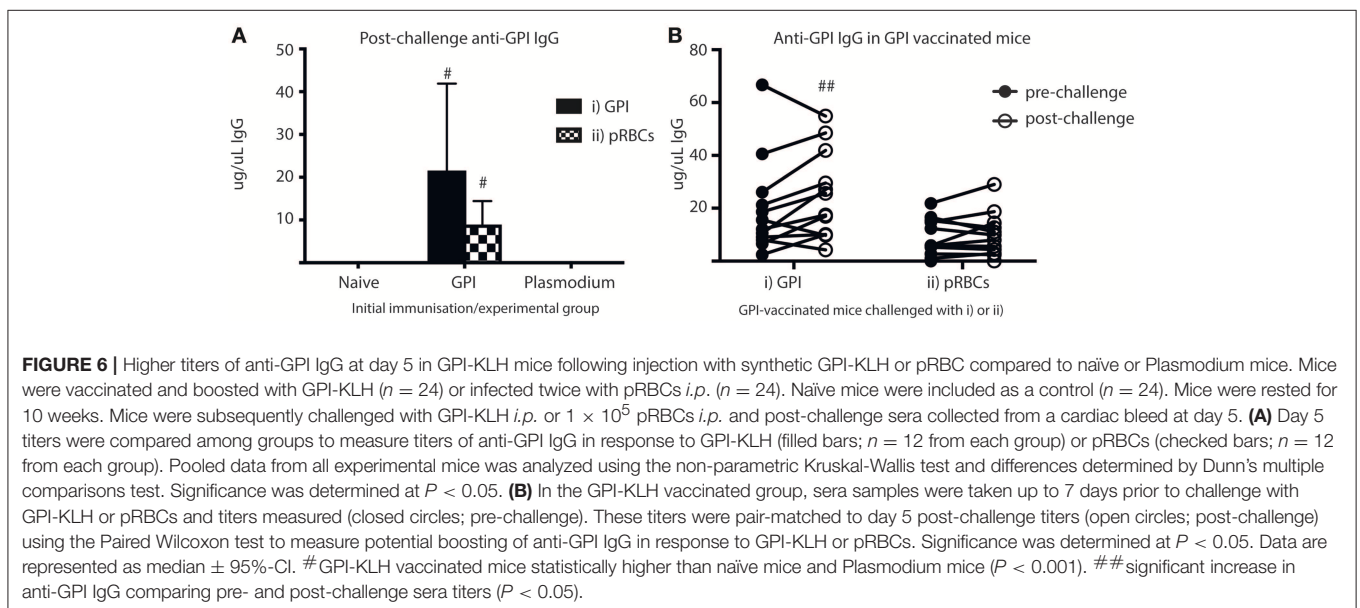 A
Post-challenge anti-GPI IgG
50
40
30
20
10
ug/uL IgG
#
#
i) GPI
ii) pRBCs
Naive GPI Plasmodium
Initial immunisation/experimental group
B
Anti-GPI IgG in GPI vaccinated mice
80
60
40
20
ug/uL IgG
##
pre-challenge
post-challenge
i) GPI ii) pRBCs
GPI-vaccinated mice challenged with i) or ii)
FIGURE 6 | Higher titers of anti-GPI IgG at day 5 in GPI-KLH mice following injection with synthetic GPI-KLH or pRBC compared to naïve or Plasmodium mice. Mice
were vaccinated and boosted with GPI-KLH (n = 24) or infected twice with pRBCs i.p. (n = 24). Naïve mice were included as a control (n = 24). Mice were rested for
10 weeks. Mice were subsequently challenged with GPI-KLH i.p. or 1 × 10⁵ pRBCs i.p. and post-challenge sera collected from a cardiac bleed at day 5. (A) Day 5
titers were compared among groups to measure titers of anti-GPI IgG in response to GPI-KLH (filled bars; n = 12 from each group) or pRBCs (checked bars; n = 12
from each group). Pooled data from all experimental mice was analyzed using the non-parametric Kruskal-Wallis test and differences determined by Dunn's multiple
comparisons test. Significance was determined at P < 0.05. (B) In the GPI-KLH vaccinated group, sera samples were taken up to 7 days prior to challenge with
GPI-KLH or pRBCs and titers measured (closed circles; pre-challenge). These titers were pair-matched to day 5 post-challenge titers (open circles; post-challenge)
using the Paired Wilcoxon test to measure potential boosting of anti-GPI IgG in response to GPI-KLH or pRBCs. Significance was determined at P < 0.05. Data are
represented as median ± 95%-CI. #GPI-KLH vaccinated mice statistically higher than naïve mice and Plasmodium mice (P < 0.001). ##significant increase in
anti-GPI IgG comparing pre- and post-challenge sera titers (P < 0.05).